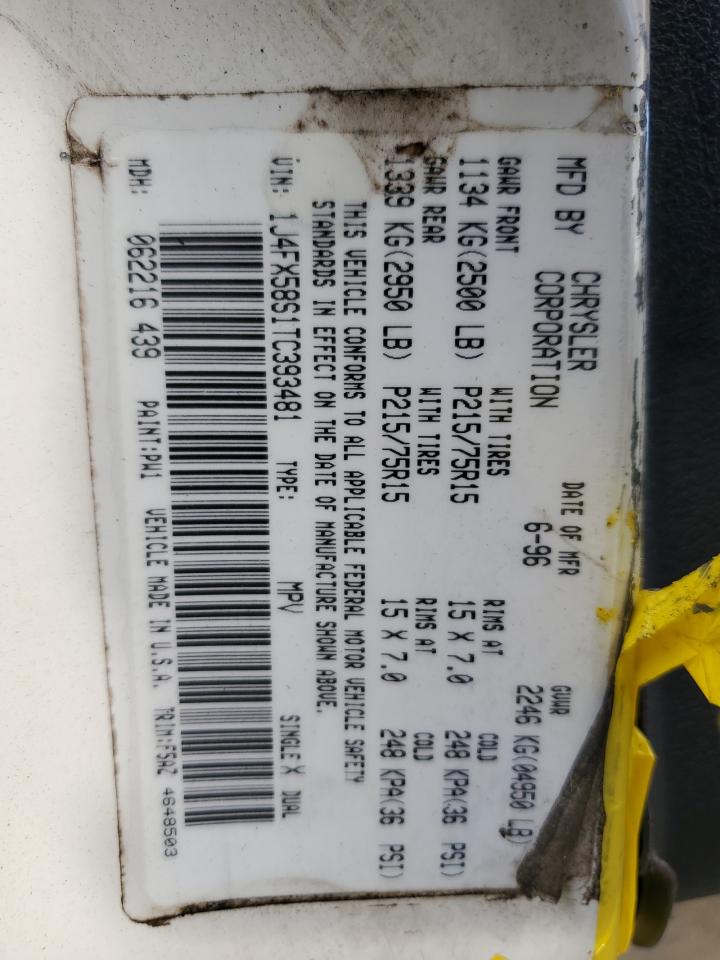 MFD BY CHRYSLER CORPORATION DATE OF MFR 6-96 GVWR 2246 KG(04950 LB)
GAWR FRONT WITH TIRES RIMS AT COLD
1134 KG(2500 LB) P215/75R15 15 X 7.0 248 KPA(36 PSI)
GAWR REAR WITH TIRES RIMS AT COLD
1339 KG(2950 LB) P215/75R15 15 X 7.0 248 KPA(36 PSI)
THIS VEHICLE CONFORMS TO ALL APPLICABLE FEDERAL MOTOR VEHICLE SAFETY
STANDARDS IN EFFECT ON THE DATE OF MANUFACTURE SHOWN ABOVE.
VIN: 1J4FX58S1TC393481 TYPE: MPV SINGLE X DUAL
MDH: 062216 439 PAINT:PW1 VEHICLE MADE IN U.S.A. TRIM:FSAZ 4648503